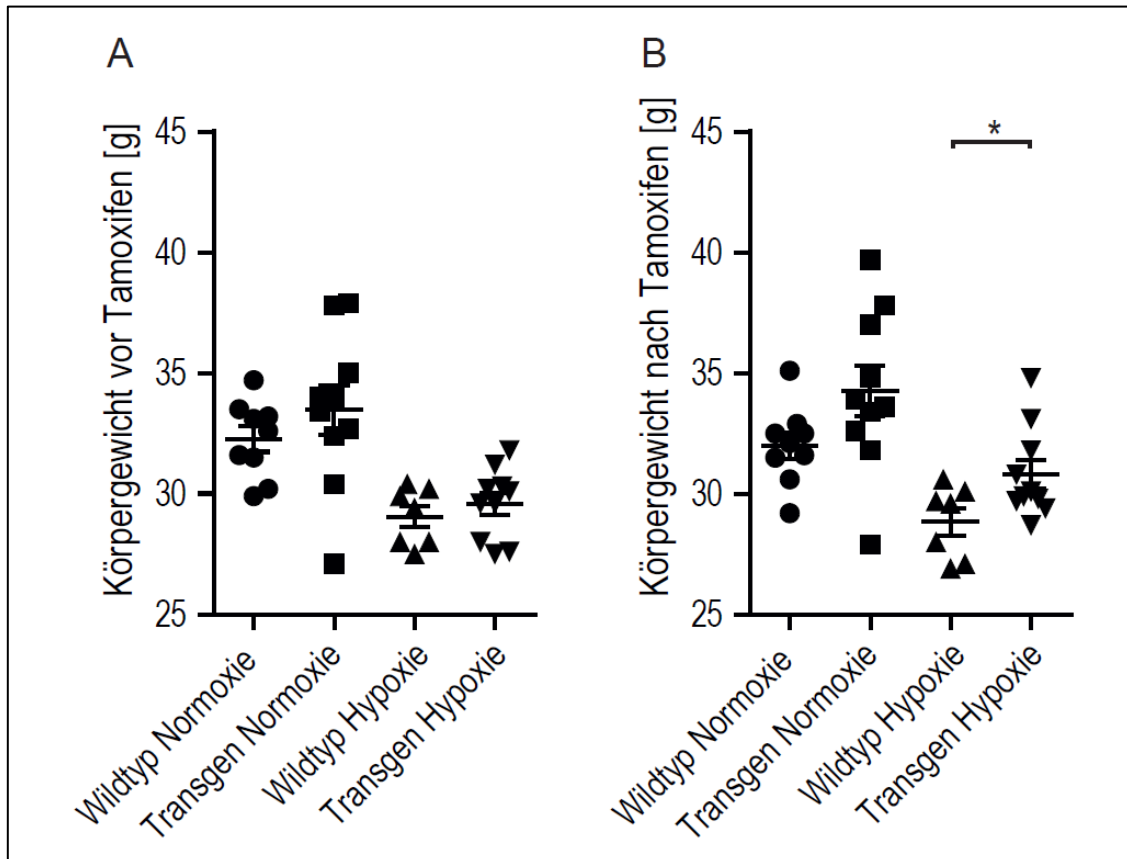 A
Körpergewicht vor Tamoxifen [g]
45
40
35
30
25
Wildtyp Normoxie
Transgen Normoxie
Wildtyp Hypoxie
Transgen Hypoxie
B
Körpergewicht nach Tamoxifen [g]
45
40
35
30
25
*
Wildtyp Normoxie
Transgen Normoxie
Wildtyp Hypoxie
Transgen Hypoxie